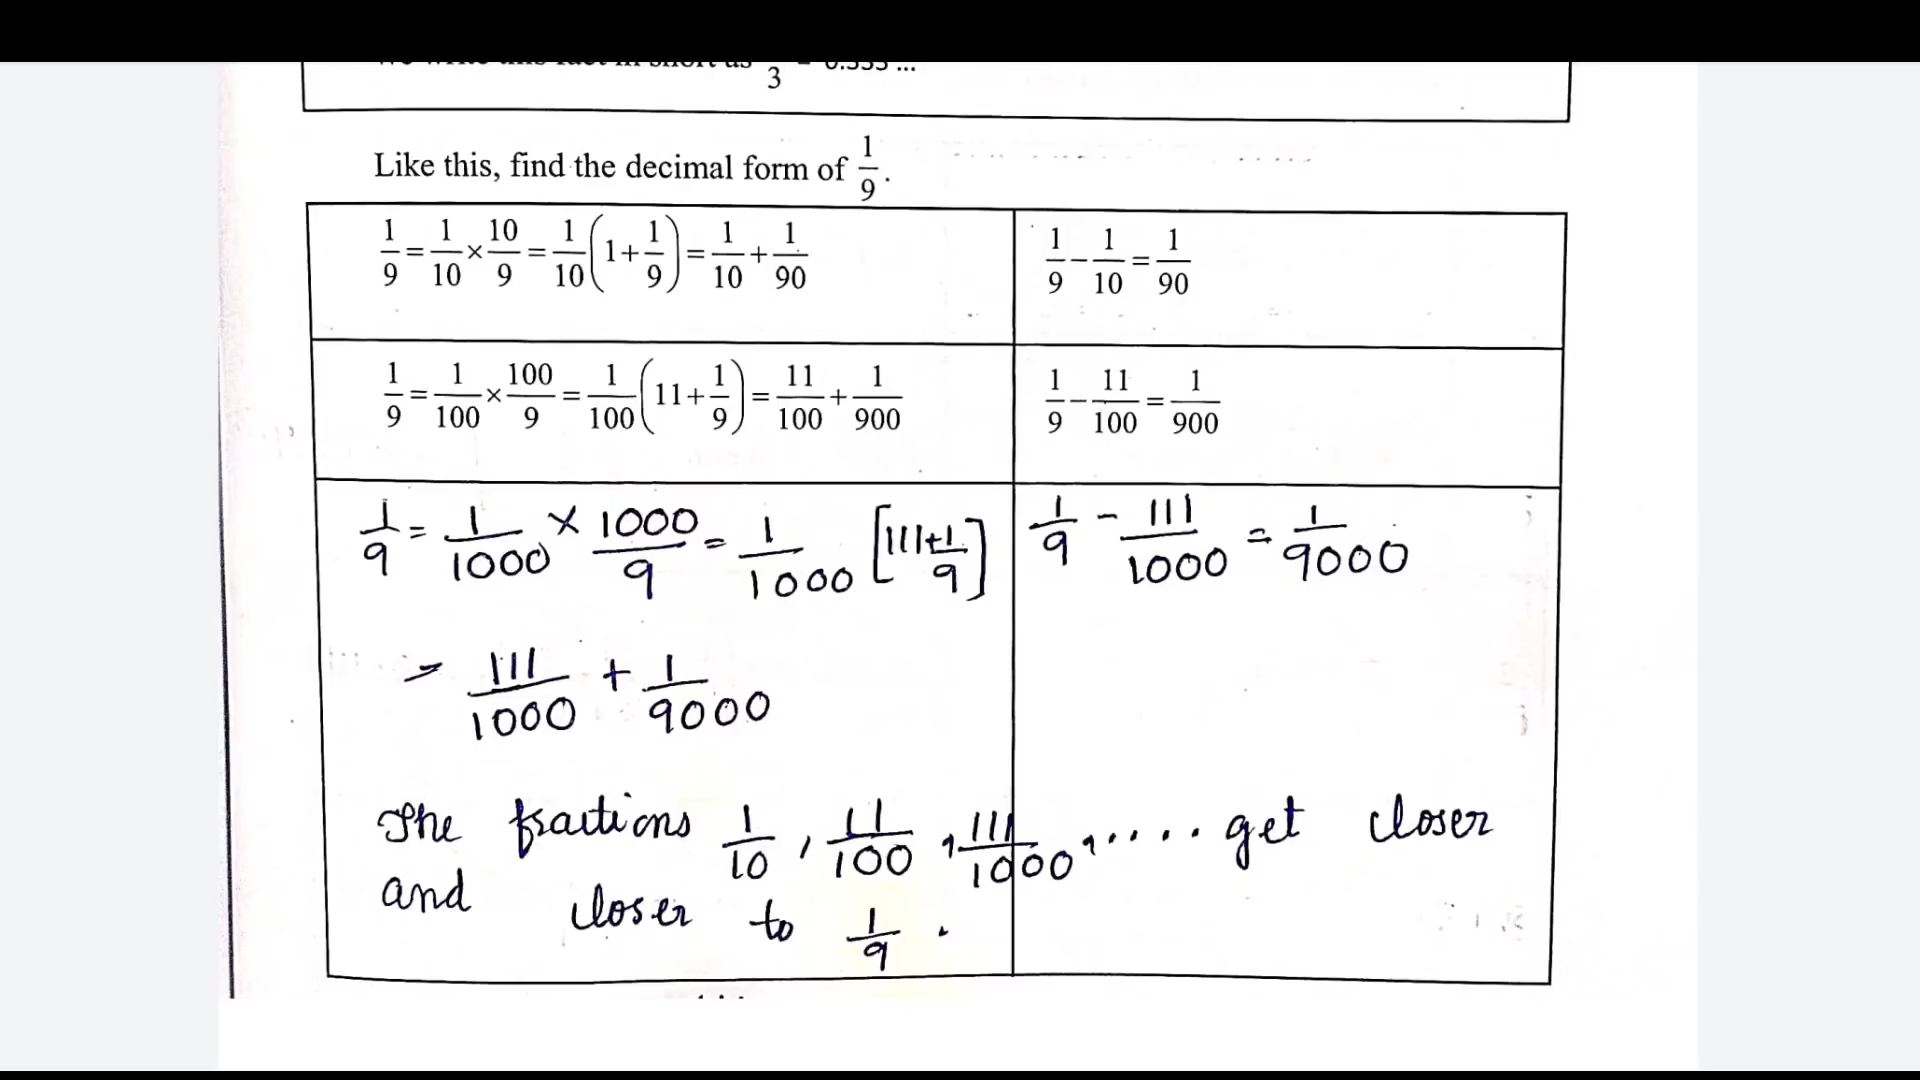 3 = 0.333 ...
Like this, find the decimal form of 1/9.
1/9 = 1/10 × 10/9 = 1/10 (1 + 1/9) = 1/10 + 1/90
1/9 − 1/10 = 1/90
1/9 = 1/100 × 100/9 = 1/100 (11 + 1/9) = 11/100 + 1/900
1/9 − 11/100 = 1/900
1/9 = 1/1000 × 1000/9 = 1/1000 [111 + 1/9]
= 111/1000 + 1/9000
1/9 - 111/1000 = 1/9000
The fractions 1/10, 11/100, 111/1000, .... get closer
and closer to 1/9.